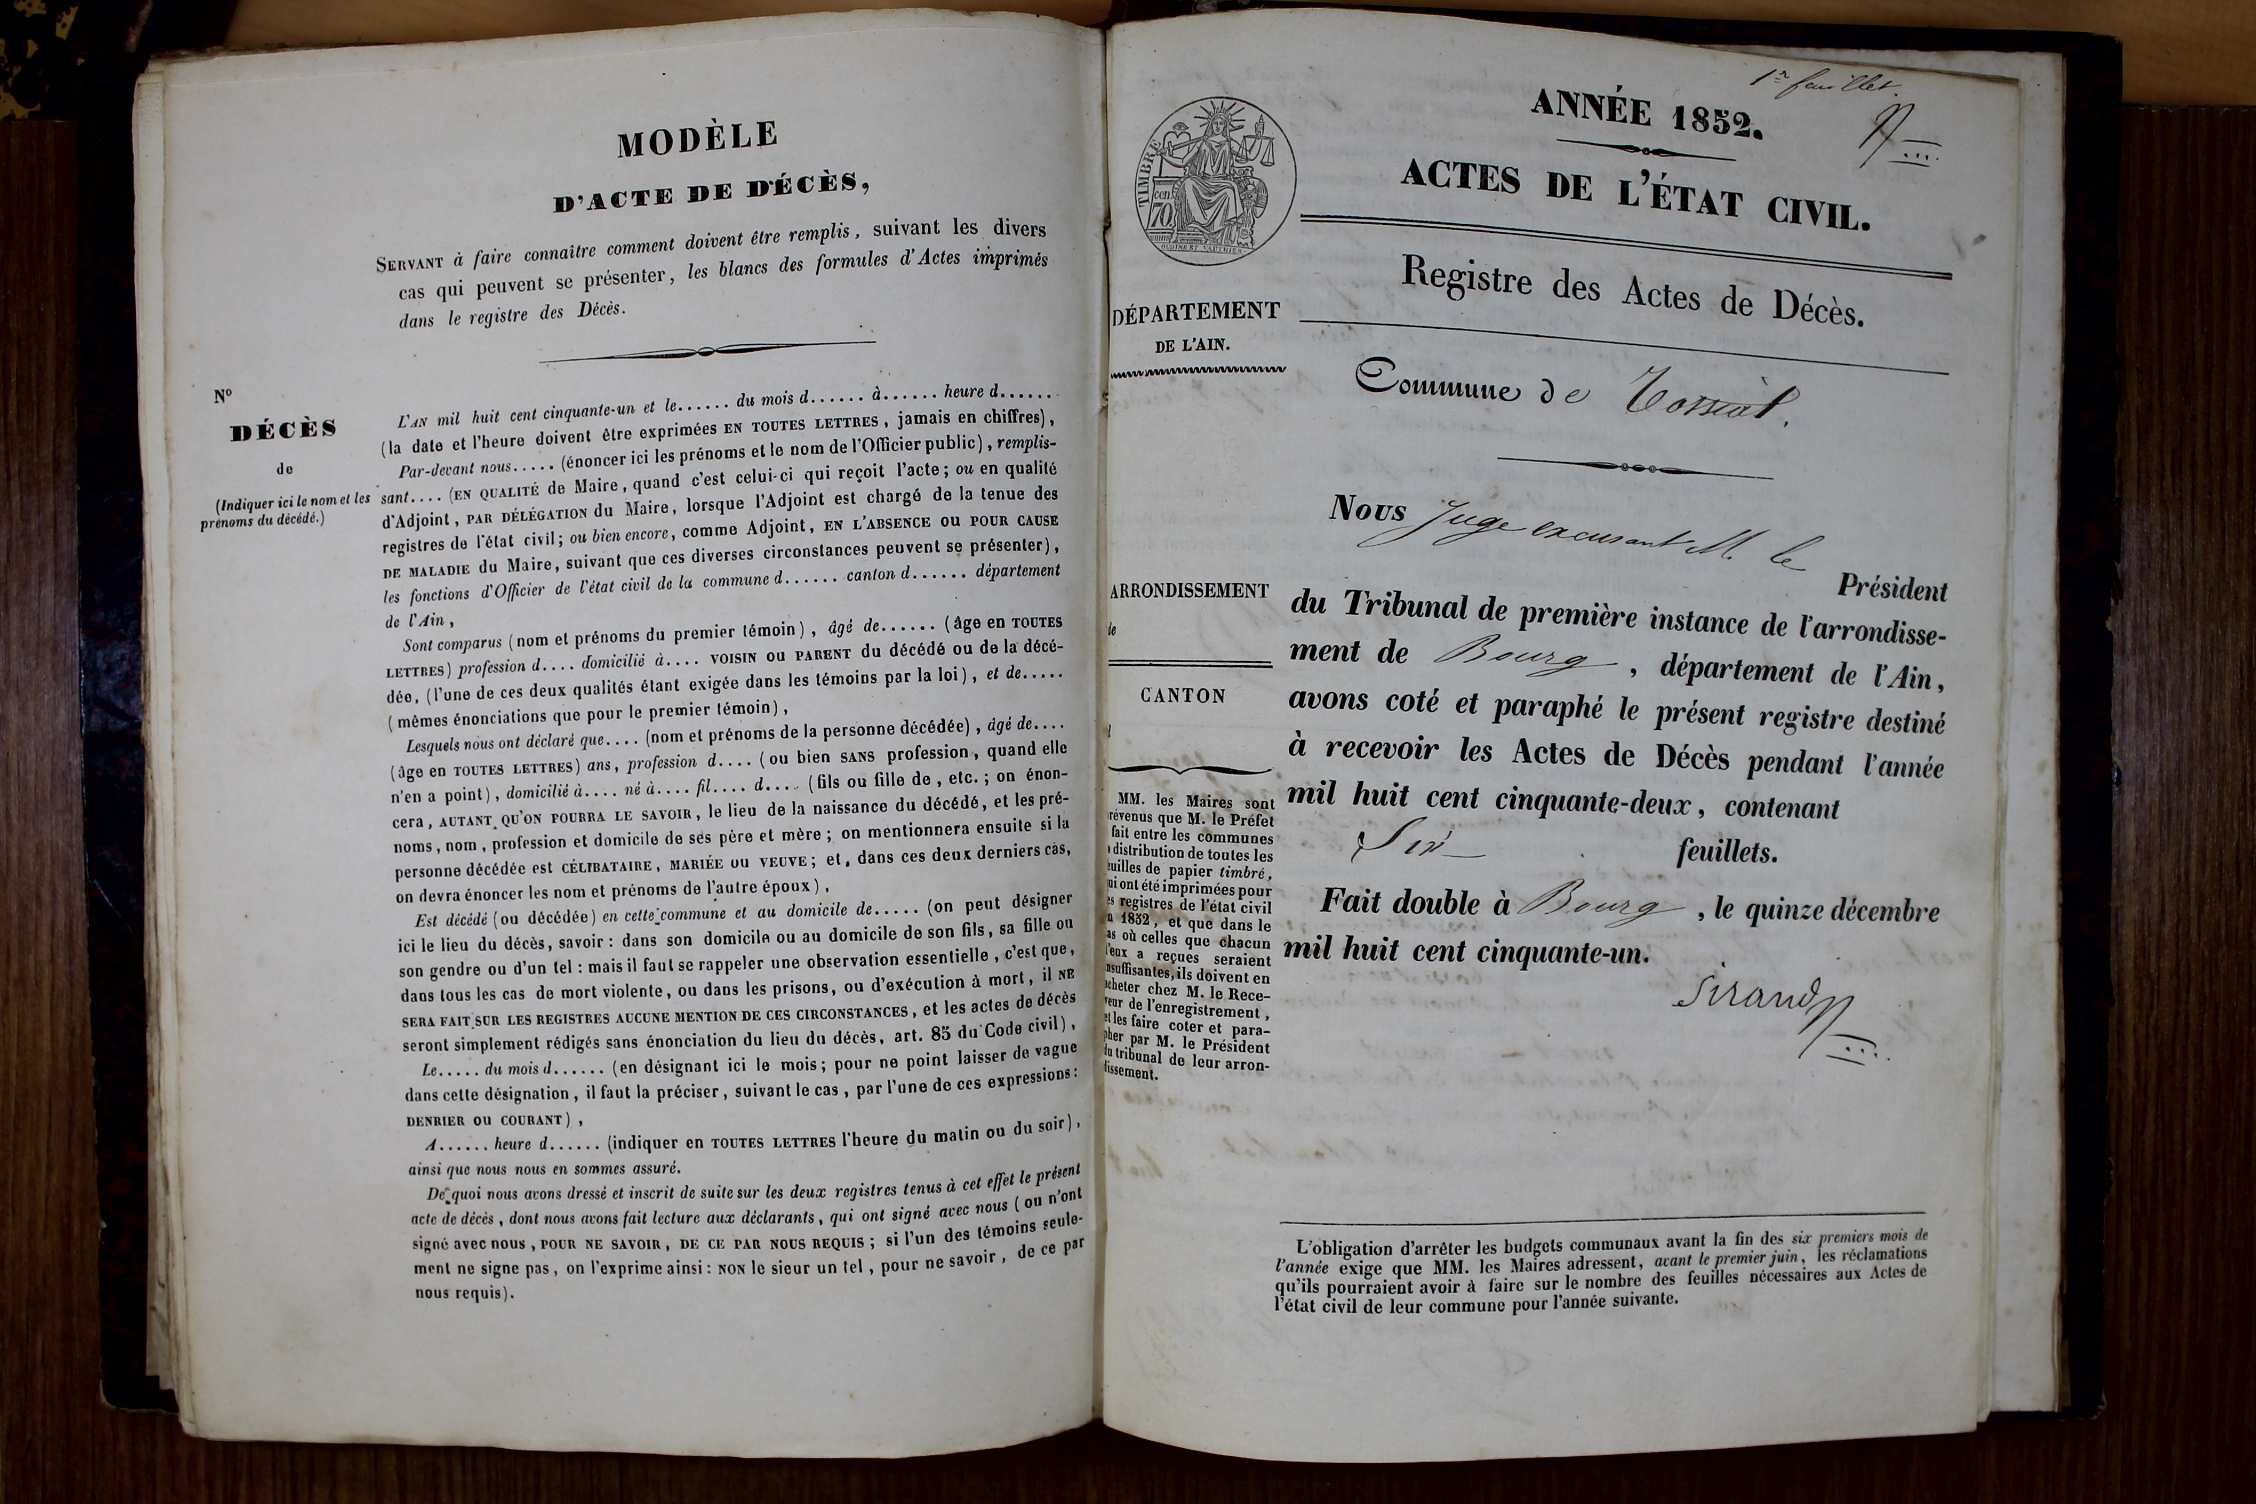 MODÈLE
D'ACTE DE DÉCÈS,
SERVANT à faire connaître comment doivent être remplis, suivant les divers
cas qui peuvent se présenter, les blancs des formules d'Actes imprimés
dans le registre des Décès.
No
DÉCÈS
de
(Indiquer ici le nom et les
prénoms du décédé.)
L'AN mil huit cent cinquante-un et le...... du mois d...... à...... heure d......
(la date et l'heure doivent être exprimées EN TOUTES LETTRES, jamais en chiffres),
Par-devant nous..... (énoncer ici les prénoms et le nom de l'Officier public), remplis-
sant.... (EN QUALITÉ de Maire, quand c'est celui-ci qui reçoit l'acte; ou en qualité
d'Adjoint, PAR DÉLÉGATION du Maire, lorsque l'Adjoint est chargé de la tenue des
registres de l'état civil; ou bien encore, comme Adjoint, EN L'ABSENCE OU POUR CAUSE
DE MALADIE du Maire, suivant que ces diverses circonstances peuvent se présenter),
les fonctions d'Officier de l'état civil de la commune d...... canton d...... département
de l'Ain,
Sont comparus (nom et prénoms du premier témoin), âgé de...... (âge en TOUTES
LETTRES) profession d.... domicilié à.... VOISIN OU PARENT du décédé ou de la décé-
dée, (l'une de ces deux qualités étant exigée dans les témoins par la loi), et de.....
(mêmes énonciations que pour le premier témoin),
Lesquels nous ont déclaré que.... (nom et prénoms de la personne décédée), âgé de....
(âge en TOUTES LETTRES) ans, profession d.... (ou bien SANS profession, quand elle
n'en a point), domicilié à.... né à.... fil.... d.... (fils ou fille de, etc.; on énon-
cera, AUTANT QU'ON POURRA LE SAVOIR, le lieu de la naissance du décédé, et les pré-
noms, nom, profession et domicile de ses père et mère; on mentionnera ensuite si la
personne décédée est CÉLIBATAIRE, MARIÉE OU VEUVE; et, dans ces deux derniers cas,
on devra énoncer les nom et prénoms de l'autre époux),
Est décédé (ou décédée) en cette commune et au domicile de..... (on peut désigner
ici le lieu du décès, savoir: dans son domicile ou au domicile de son fils, sa fille ou
son gendre ou d'un tel: mais il faut se rappeler une observation essentielle, c'est que,
dans tous les cas de mort violente, ou dans les prisons, ou d'exécution à mort, il NE
SERA FAIT SUR LES REGISTRES AUCUNE MENTION DE CES CIRCONSTANCES, et les actes de décès
seront simplement rédigés sans énonciation du lieu du décès, art. 85 du Code civil),
Le..... du mois d...... (en désignant ici le mois; pour ne point laisser de vague
dans cette désignation, il faut la préciser, suivant le cas, par l'une de ces expressions:
DENRIER OU COURANT),
A...... heure d...... (indiquer en TOUTES LETTRES l'heure du matin ou du soir),
ainsi que nous nous en sommes assuré.
De quoi nous avons dressé et inscrit de suite sur les deux registres tenus à cet effet le présent
acte de décès, dont nous avons fait lecture aux déclarants, qui ont signé avec nous (ou n'ont
signé avec nous, POUR NE SAVOIR, DE CE PAR NOUS REQUIS; si l'un des témoins seule-
ment ne signe pas, on l'exprime ainsi: NON le sieur un tel, pour ne savoir, de ce par
nous requis).
1er feuillet.
TIMBRE
cen
70
ANNÉE 1852.
ACTES DE L'ÉTAT CIVIL.
Registre des Actes de Décès.
DÉPARTEMENT
DE L'AIN.
Commune de Tossiat.
Nous Juge excusant M. le
Président
du Tribunal de première instance de l'arrondisse-
ment de Bourg, département de l'Ain,
avons coté et paraphé le présent registre destiné
à recevoir les Actes de Décès pendant l'année
mil huit cent cinquante-deux, contenant
Six feuillets.
Fait double à Bourg, le quinze décembre
mil huit cent cinquante-un.
Sirand
ARRONDISSEMENT
de
CANTON
MM. les Maires sont
révenus que M. le Préfet
fait entre les communes
distribution de toutes les
euilles de papier timbré,
ui ont été imprimées pour
es registres de l'état civil
n 1852, et que dans le
as où celles que chacun
l'eux a reçues seraient
nsuffisantes, ils doivent en
acheter chez M. le Rece-
veur de l'enregistrement,
et les faire coter et para-
pher par M. le Président
du tribunal de leur arron-
dissement.
L'obligation d'arrêter les budgets communaux avant la fin des six premiers mois de
l'année exige que MM. les Maires adressent, avant le premier juin, les réclamations
qu'ils pourraient avoir à faire sur le nombre des feuilles nécessaires aux Actes de
l'état civil de leur commune pour l'année suivante.